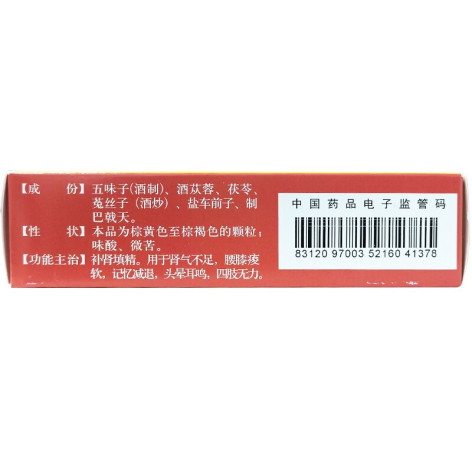 【成　份】五味子(酒制)、酒苁蓉、茯苓、
菟丝子(酒炒)、盐车前子、制
巴戟天。
【性　状】本品为棕黄色至棕褐色的颗粒；
味酸、微苦。
【功能主治】补肾填精。用于肾气不足，腰膝痠
软，记忆减退，头晕耳鸣，四肢无力。
中国药品电子监管码
83120 97003 52160 41378